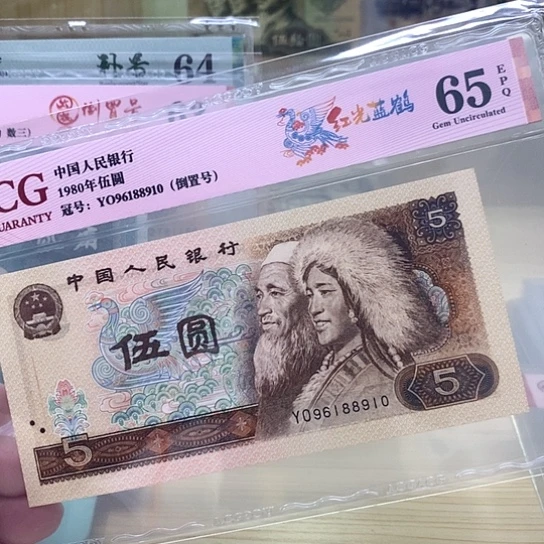 补号 64
倒置号
CG
UARANTY
中国人民银行
1980年伍圆
冠号：YO96188910（倒置号）
红光蓝鹤
65
EPQ
Gem Uncirculated
中国人民银行
5
伍圆
5
YO96188910
5